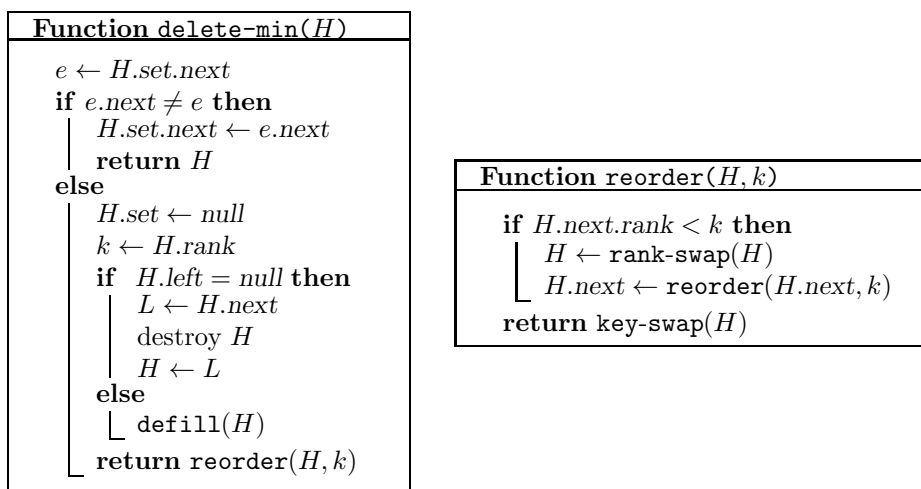 Function delete-min(H)
e ← H.set.next
if e.next ≠ e then
H.set.next ← e.next
return H
else
H.set ← null
k ← H.rank
if H.left = null then
L ← H.next
destroy H
H ← L
else
defill(H)
return reorder(H, k)
Function reorder(H, k)
if H.next.rank < k then
H ← rank-swap(H)
H.next ← reorder(H.next, k)
return key-swap(H)